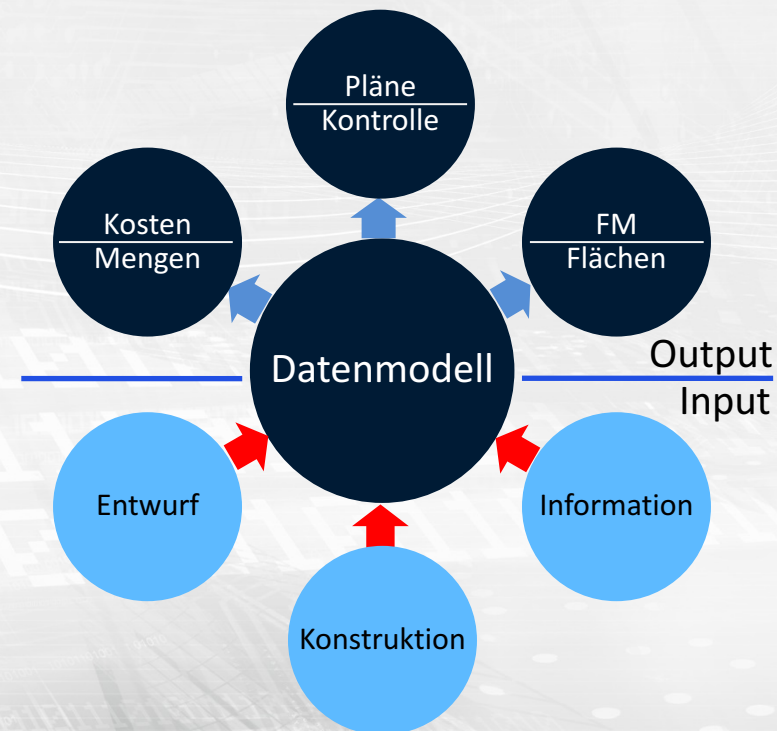 Pläne
Kontrolle
Kosten
Mengen
FM
Flächen
Datenmodell
Output
Input
Entwurf
Information
Konstruktion